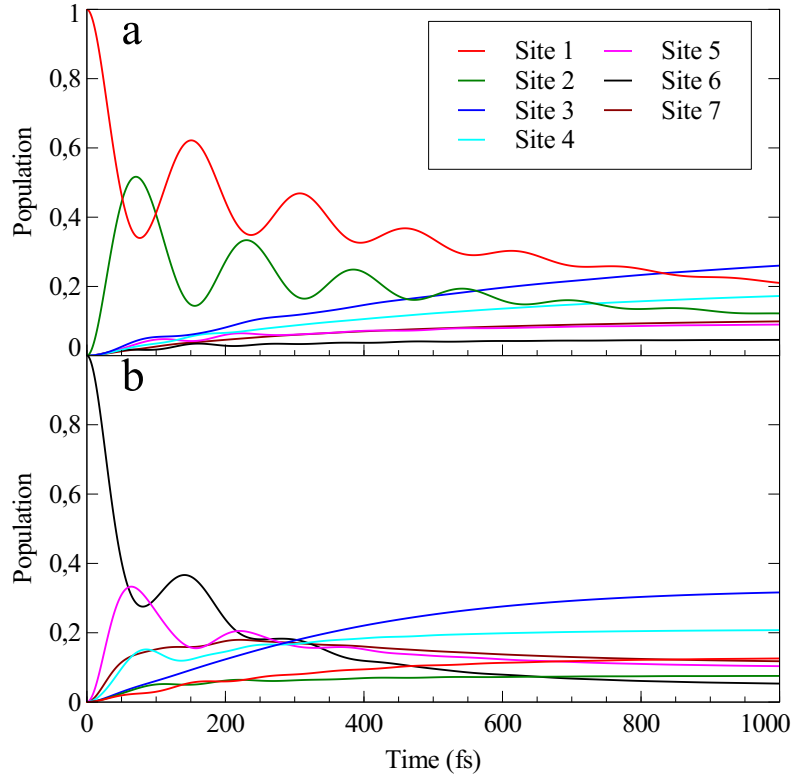 1
a
Site 1
Site 5
Site 2
Site 6
Site 3
Site 7
Site 4
0,8
0,6
Population
0,4
0,2
0
b
0,8
0,6
Population
0,4
0,2
0
0
200
400
600
800
1000
Time (fs)